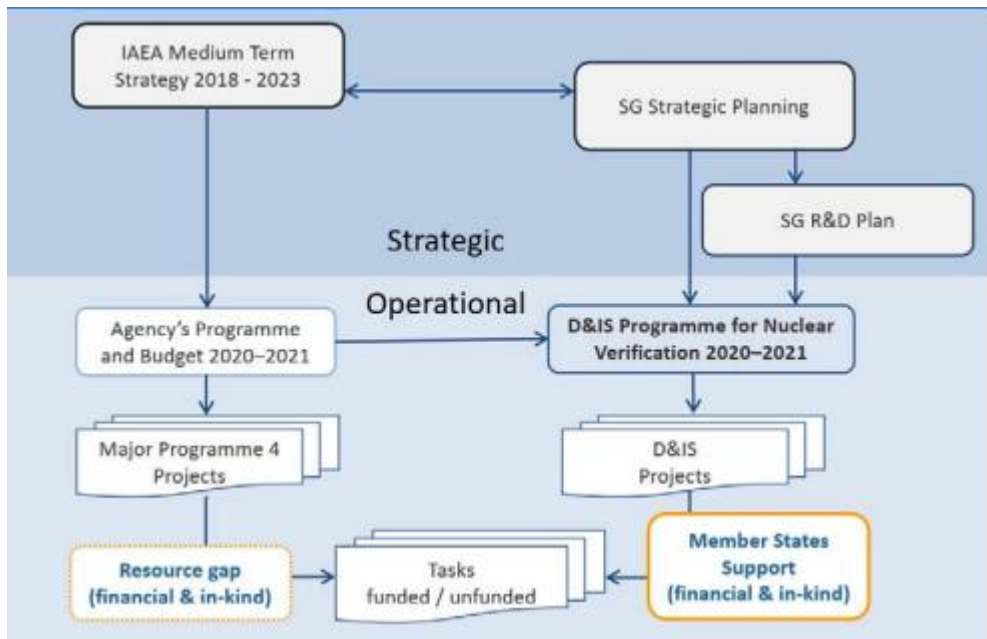 IAEA Medium Term
Strategy 2018 - 2023
SG Strategic Planning
SG R&D Plan
Strategic
Operational
Agency's Programme
and Budget 2020–2021
D&IS Programme for Nuclear
Verification 2020–2021
Major Programme 4
Projects
D&IS
Projects
Resource gap
(financial & in-kind)
Tasks
funded / unfunded
Member States
Support
(financial & in-kind)